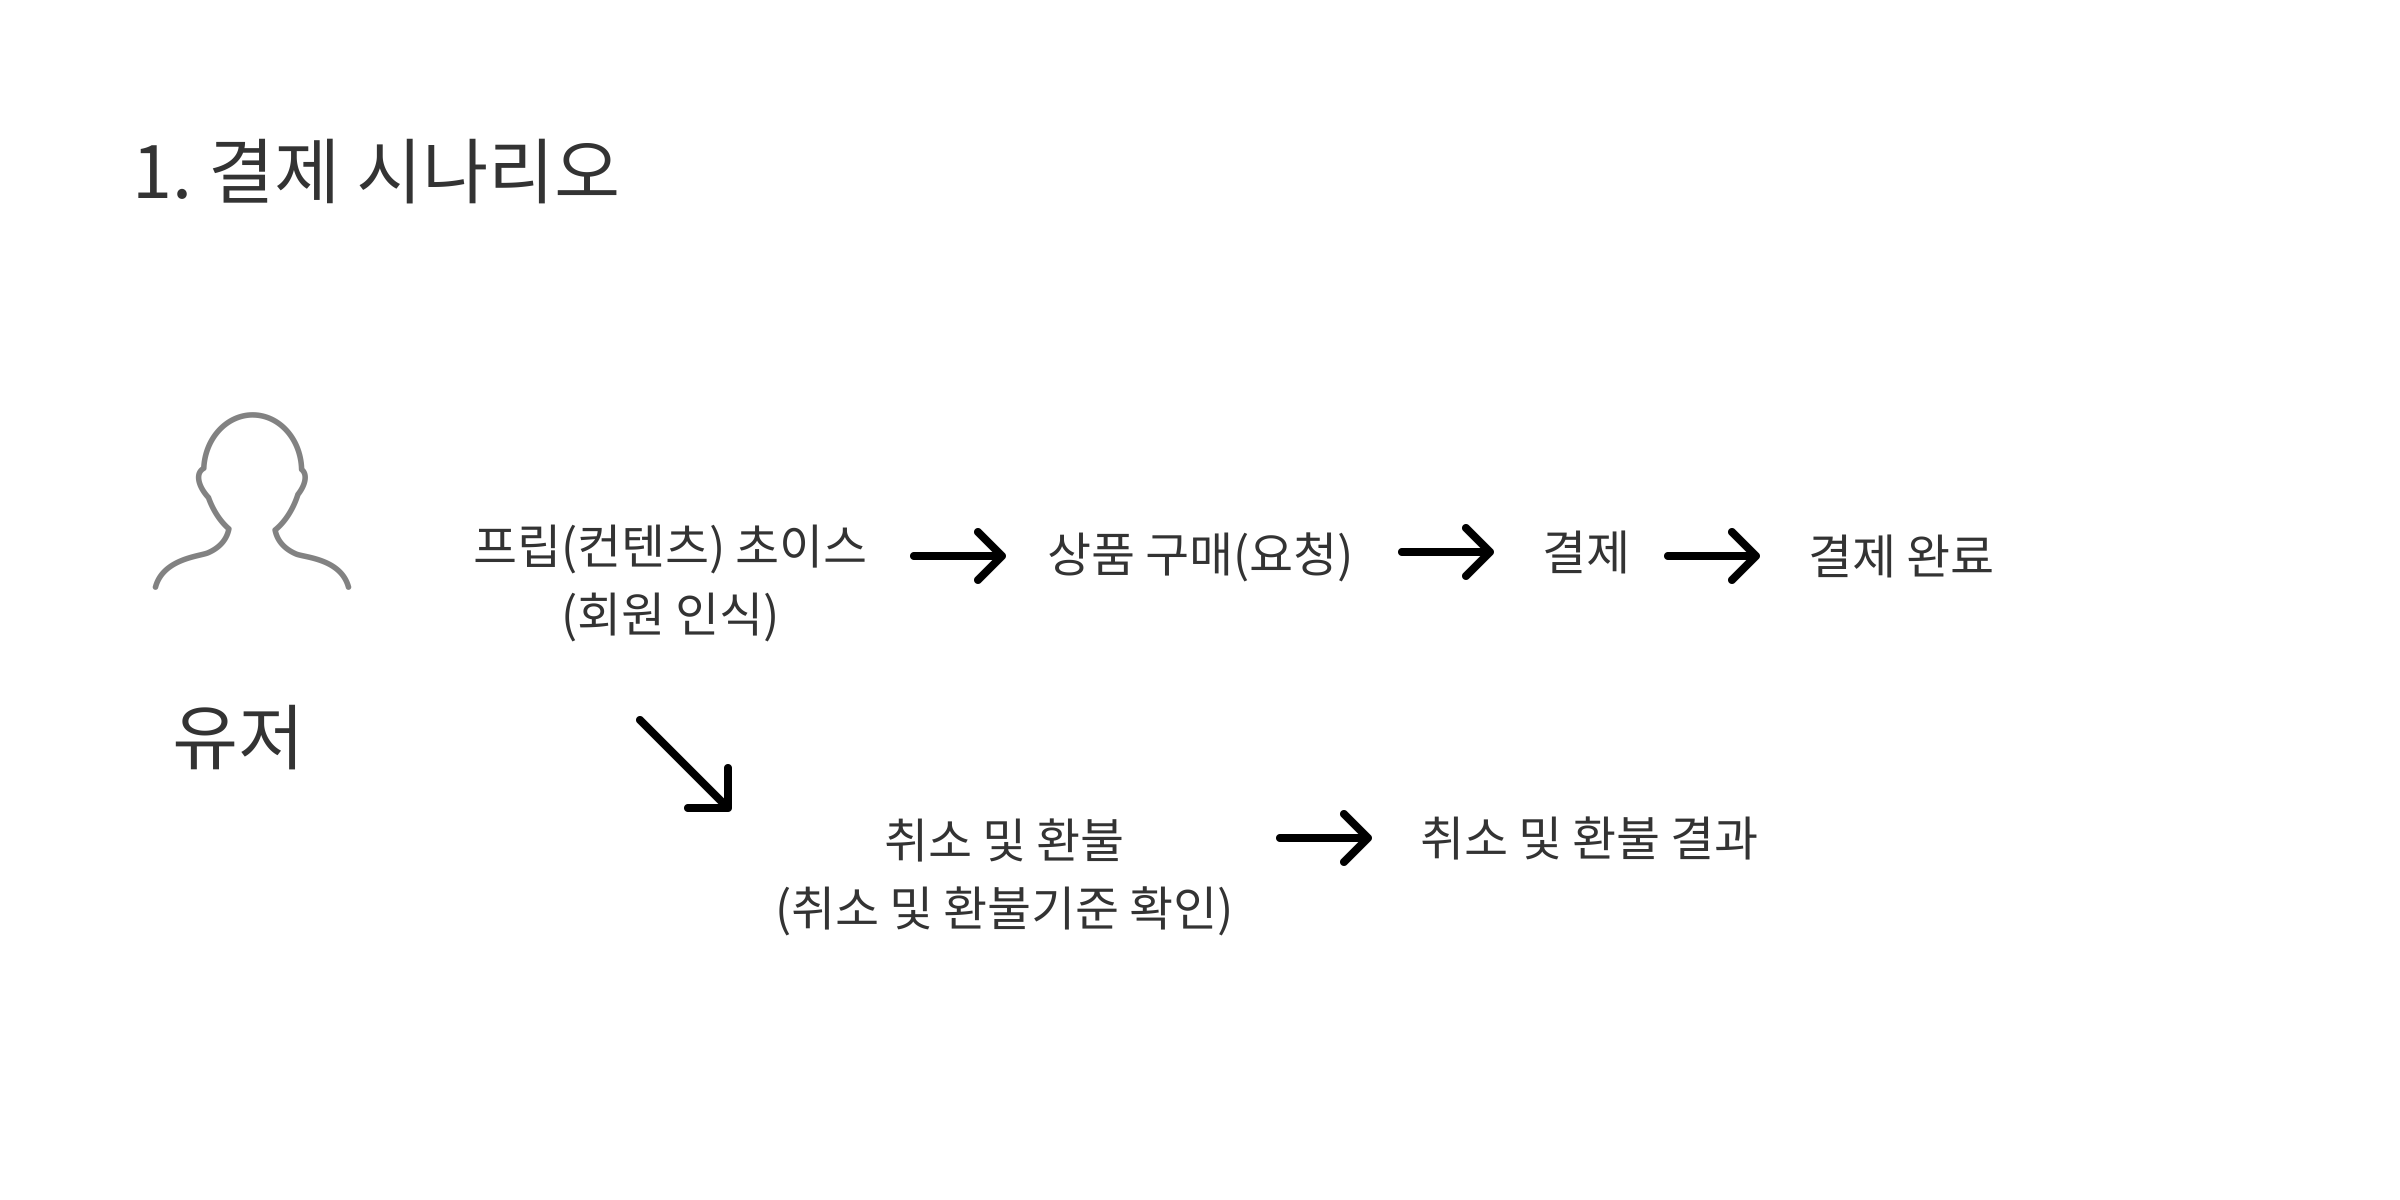 1. 결제 시나리오
프립(컨텐츠) 초이스
(회원 인식)
상품 구매(요청)
결제
결제 완료
유저
취소 및 환불
(취소 및 환불기준 확인)
취소 및 환불 결과